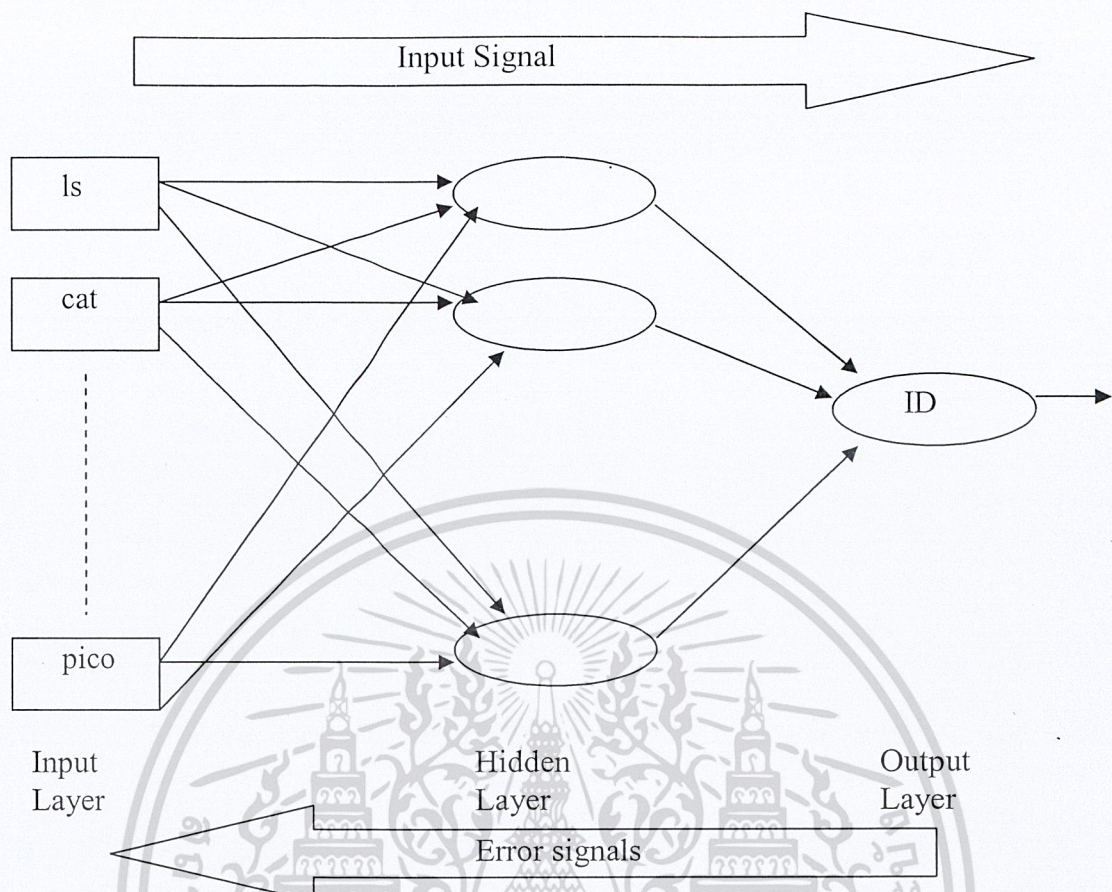 Input Signal
ls
cat
ID
pico
Input
Layer
Hidden
Layer
Output
Layer
Error signals